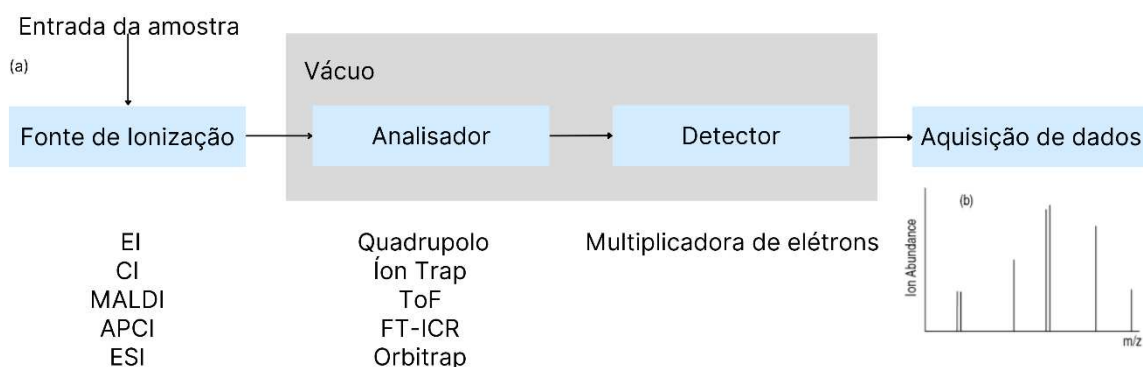 Entrada da amostra
(a)
Vácuo
Fonte de Ionização
Analisador
Detector
Aquisição de dados
EI
CI
MALDI
APCI
ESI
Quadrupolo
Íon Trap
ToF
FT-ICR
Orbitrap
Multiplicadora de elétrons
(b)
Ion Abundance
m/z